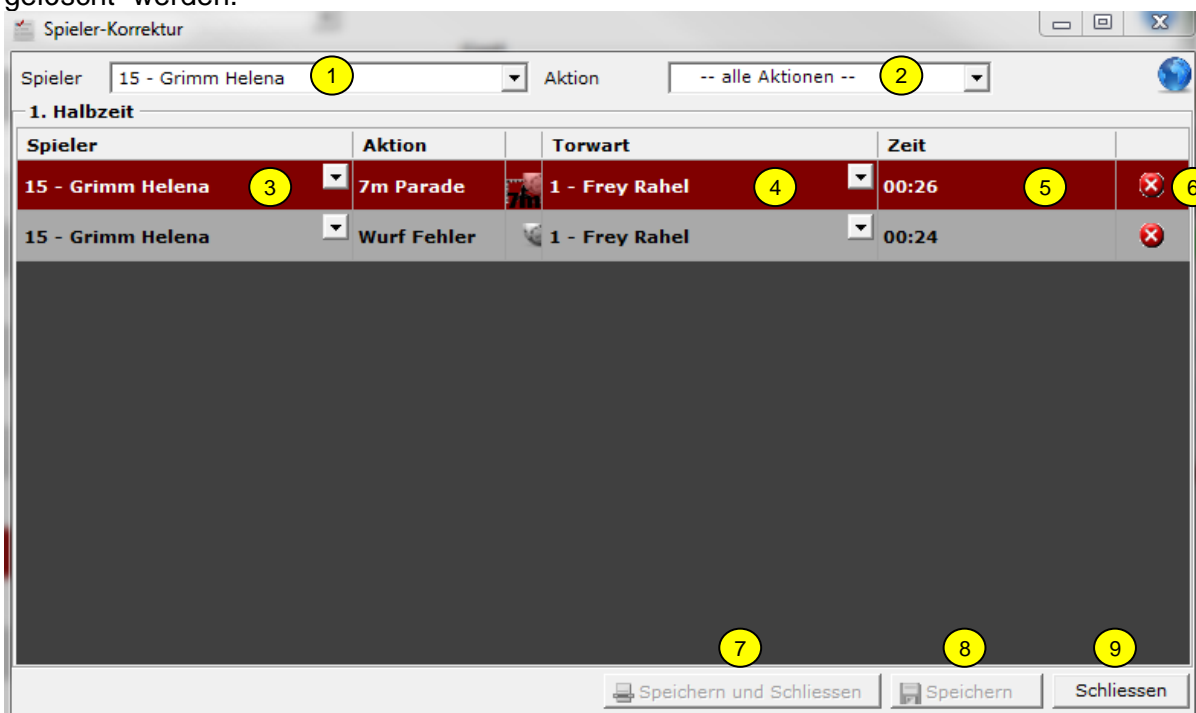 gelöscht werden.
Spieler-Korrektur
Spieler 15 - Grimm Helena 1 Aktion -- alle Aktionen -- 2
1. Halbzeit
Spieler Aktion Torwart Zeit
15 - Grimm Helena 3 7m Parade 7m 1 - Frey Rahel 4 00:26 5 6
15 - Grimm Helena Wurf Fehler 1 - Frey Rahel 00:24
7 8 9
Speichern und Schliessen Speichern Schliessen